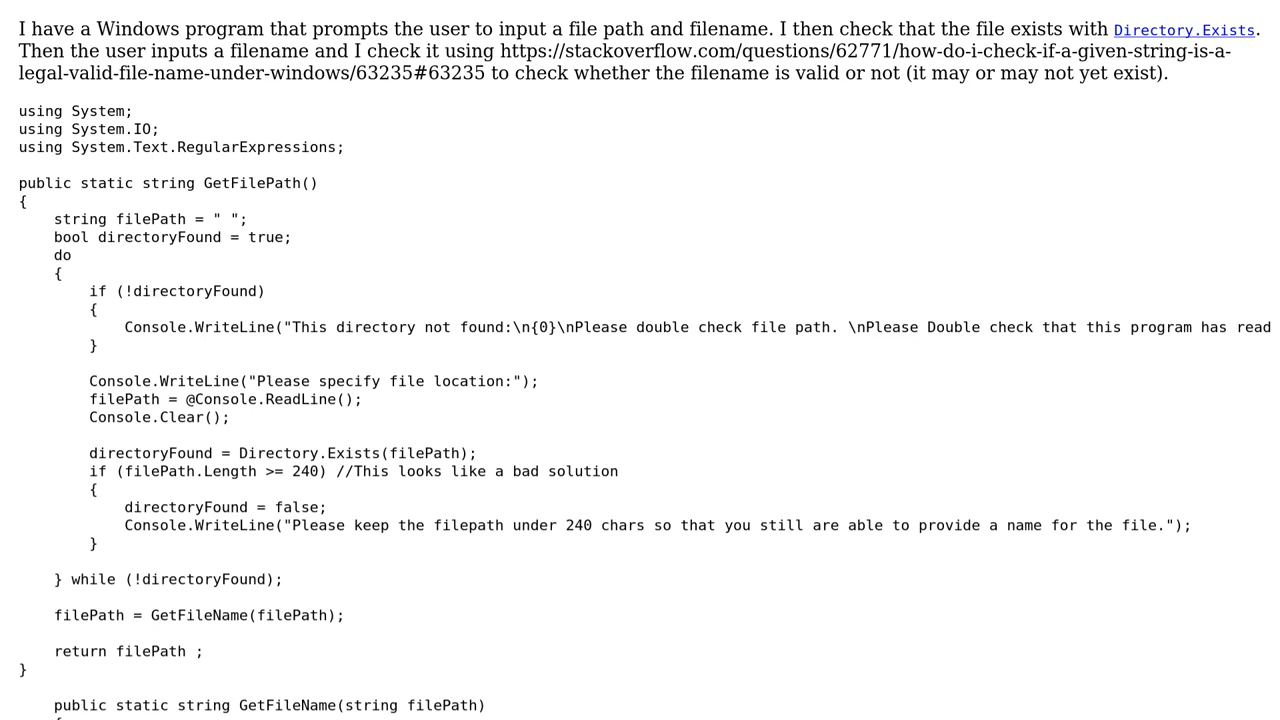 I have a Windows program that prompts the user to input a file path and filename. I then check that the file exists with Directory.Exists.
Then the user inputs a filename and I check it using https://stackoverflow.com/questions/62771/how-do-i-check-if-a-given-string-is-a-
legal-valid-file-name-under-windows/63235#63235 to check whether the filename is valid or not (it may or may not yet exist).
using System;
using System.IO;
using System.Text.RegularExpressions;
public static string GetFilePath()
{
    string filePath = " ";
    bool directoryFound = true;
    do
    {
        if (!directoryFound)
        {
            Console.WriteLine("This directory not found:\n{0}\nPlease double check file path. \nPlease Double check that this program has read
        }
        Console.WriteLine("Please specify file location:");
        filePath = @Console.ReadLine();
        Console.Clear();
        directoryFound = Directory.Exists(filePath);
        if (filePath.Length >= 240) //This looks like a bad solution
        {
            directoryFound = false;
            Console.WriteLine("Please keep the filepath under 240 chars so that you still are able to provide a name for the file.");
        }
    } while (!directoryFound);
    filePath = GetFileName(filePath);
    return filePath ;
}
    public static string GetFileName(string filePath)